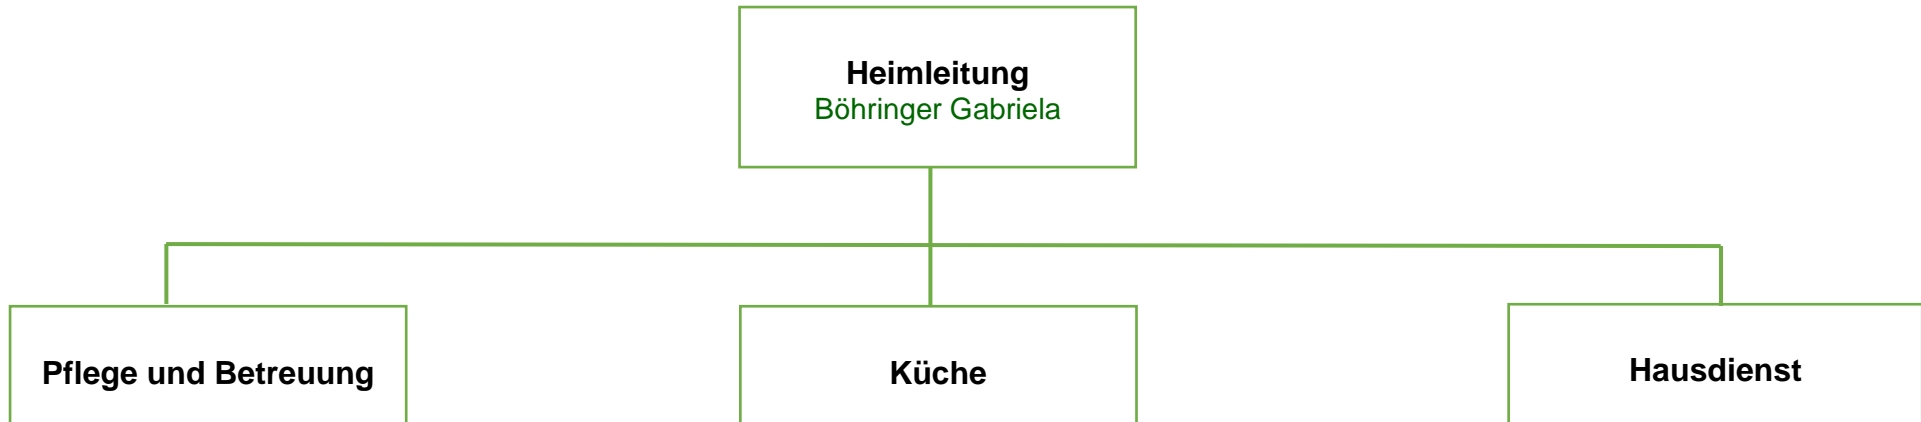 Heimleitung
Böhringer Gabriela
Pflege und Betreuung
Küche
Hausdienst